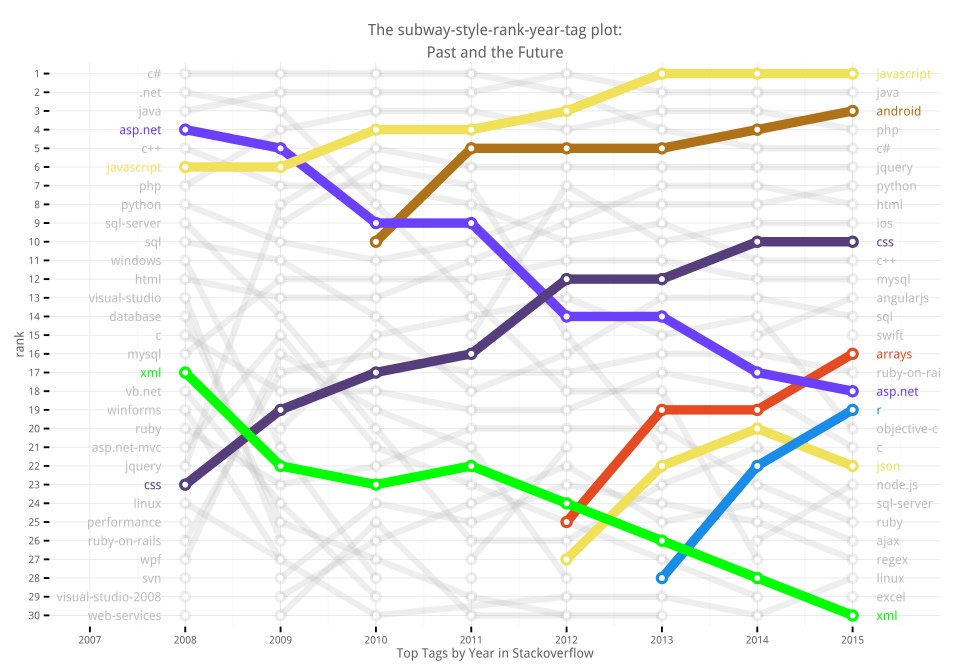 The subway-style-rank-year-tag plot:
Past and the Future
rank
1 c# javascript
2 .net java
3 java android
4 asp.net php
5 c++ c#
6 javascript jquery
7 php python
8 python html
9 sql-server ios
10 sql css
11 windows c++
12 html mysql
13 visual-studio angularjs
14 database sql
15 c swift
16 mysql arrays
17 xml ruby-on-rai
18 vb.net asp.net
19 winforms r
20 ruby objective-c
21 asp.net-mvc c
22 jquery json
23 css node.js
24 linux sql-server
25 performance ruby
26 ruby-on-rails ajax
27 wpf regex
28 svn linux
29 visual-studio-2008 excel
30 web-services xml
2007 2008 2009 2010 2011 2012 2013 2014 2015
Top Tags by Year in Stackoverflow